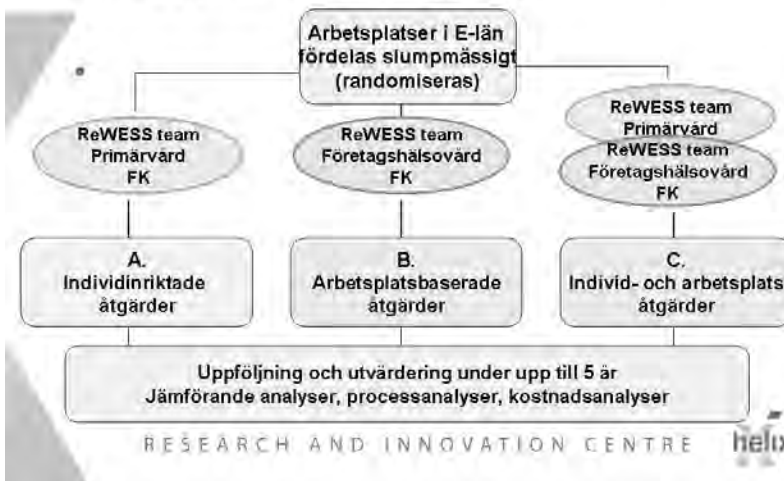 Arbetsplatser i E-län
fördelas slumpmässigt
(randomiseras)
ReWESS team
Primärvård
FK
ReWESS team
Företagshälsovård
FK
ReWESS team
Primärvård
ReWESS team
Företagshälsovård
FK
A.
Individinriktade
åtgärder
B.
Arbetsplatsbaserade
åtgärder
C.
Individ- och arbetsplats
åtgärder
Uppföljning och utvärdering under upp till 5 år
Jämförande analyser, processanalyser, kostnadsanalyser
RESEARCH AND INNOVATION CENTRE
helix